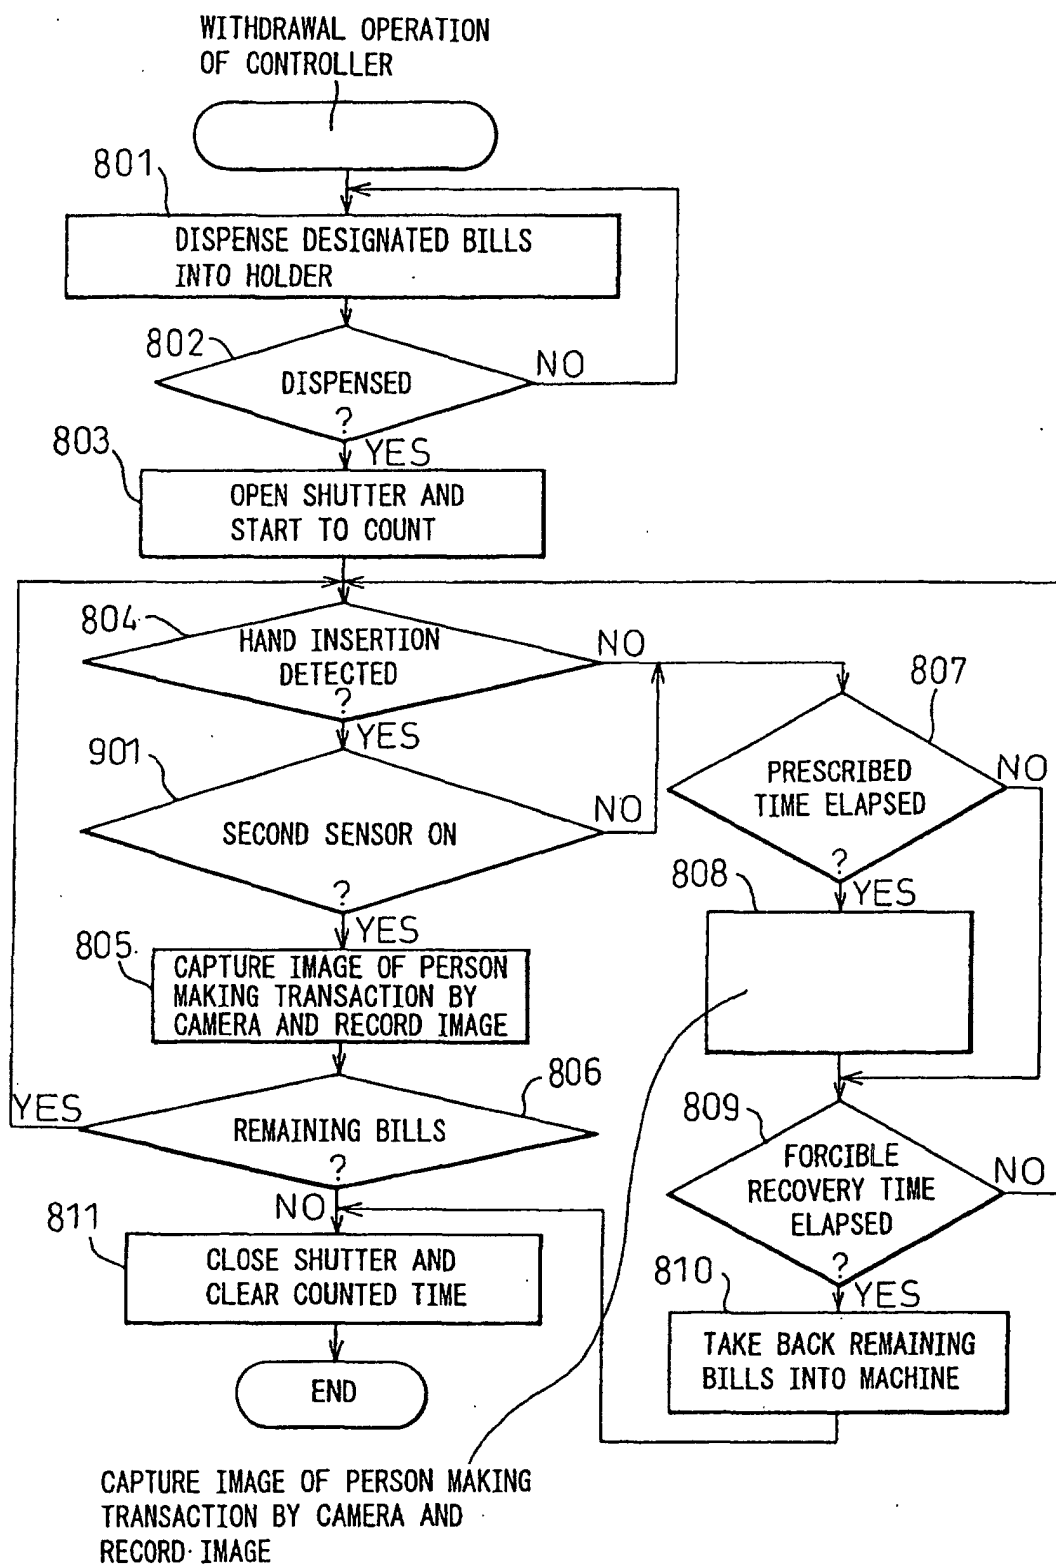 WITHDRAWAL OPERATION
OF CONTROLLER
801
DISPENSE DESIGNATED BILLS
INTO HOLDER
802
DISPENSED
?
NO
YES
803
OPEN SHUTTER AND
START TO COUNT
804
HAND INSERTION
DETECTED
?
NO
YES
901
SECOND SENSOR ON
?
NO
YES
805
CAPTURE IMAGE OF PERSON
MAKING TRANSACTION BY
CAMERA AND RECORD IMAGE
806
REMAINING BILLS
?
YES
NO
811
CLOSE SHUTTER AND
CLEAR COUNTED TIME
END
807
PRESCRIBED
TIME ELAPSED
?
NO
YES
808
809
FORCIBLE
RECOVERY TIME
ELAPSED
?
NO
YES
810
TAKE BACK REMAINING
BILLS INTO MACHINE
CAPTURE IMAGE OF PERSON MAKING
TRANSACTION BY CAMERA AND
RECORD IMAGE